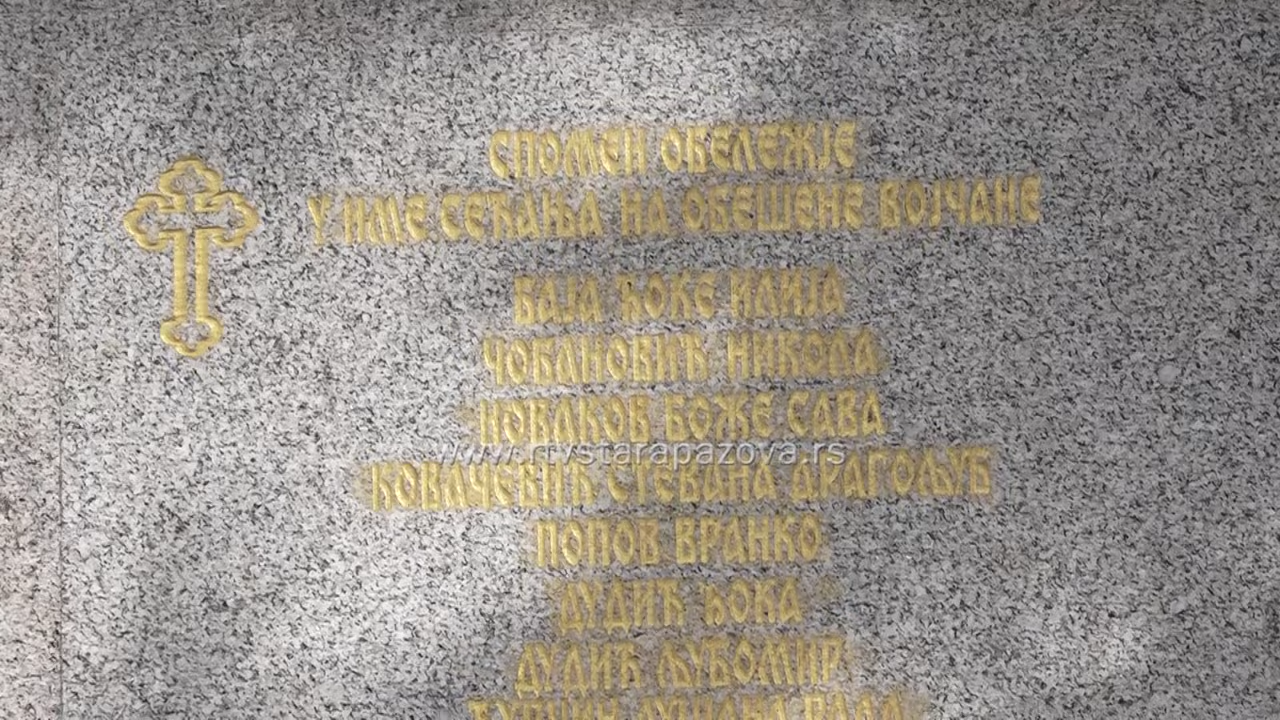 СПОМЕН ОБЕЛЕЖЈЕ
У ИМЕ СЕЋАЊА НА ОБЕШЕНЕ ВОЈЧАНЕ
БАЈА ЂОКЕ ИЛИЈА
ЧОБАНОВИЋ НИКОЛА
НОВАКОВ БОЖЕ САВА
www.rtvstarapazova.rs
КОВАЧЕВИЋ СТЕВАНА ДРАГОЉУБ
ПОПОВ БРАНКО
ДУДИЋ ЂОКА
ДУДИЋ ЉУБОМИР